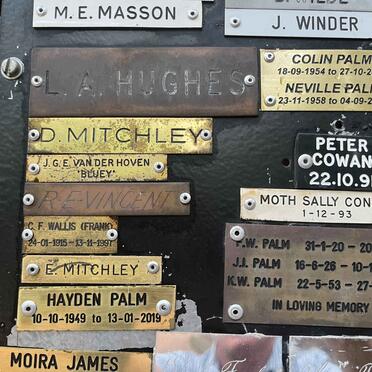 M.E. MASSON
J. WINDER
L.A. HUGHES
COLIN PALM
18-09-1954 to 27-10-2
NEVILLE PAL
23-11-1958 to 04-09-2
D. MITCHLEY
J.G.E. VAN DER HOVEN
"BLUEY"
R.E. VINCENT
PETER
COWAN
22.10.9
C.F. WALLIS (FRANK)
24-01-1915 – 13-11-1997
MOTH SALLY CON
1-12-93
P.W. PALM 31-1-20 - 20
J.I. PALM 16-6-26 - 10-1
K.W. PALM 22-5-53 - 27-
IN LOVING MEMORY
E. MITCHLEY
HAYDEN PALM
10-10-1949 to 13-01-2019
MOIRA JAMES